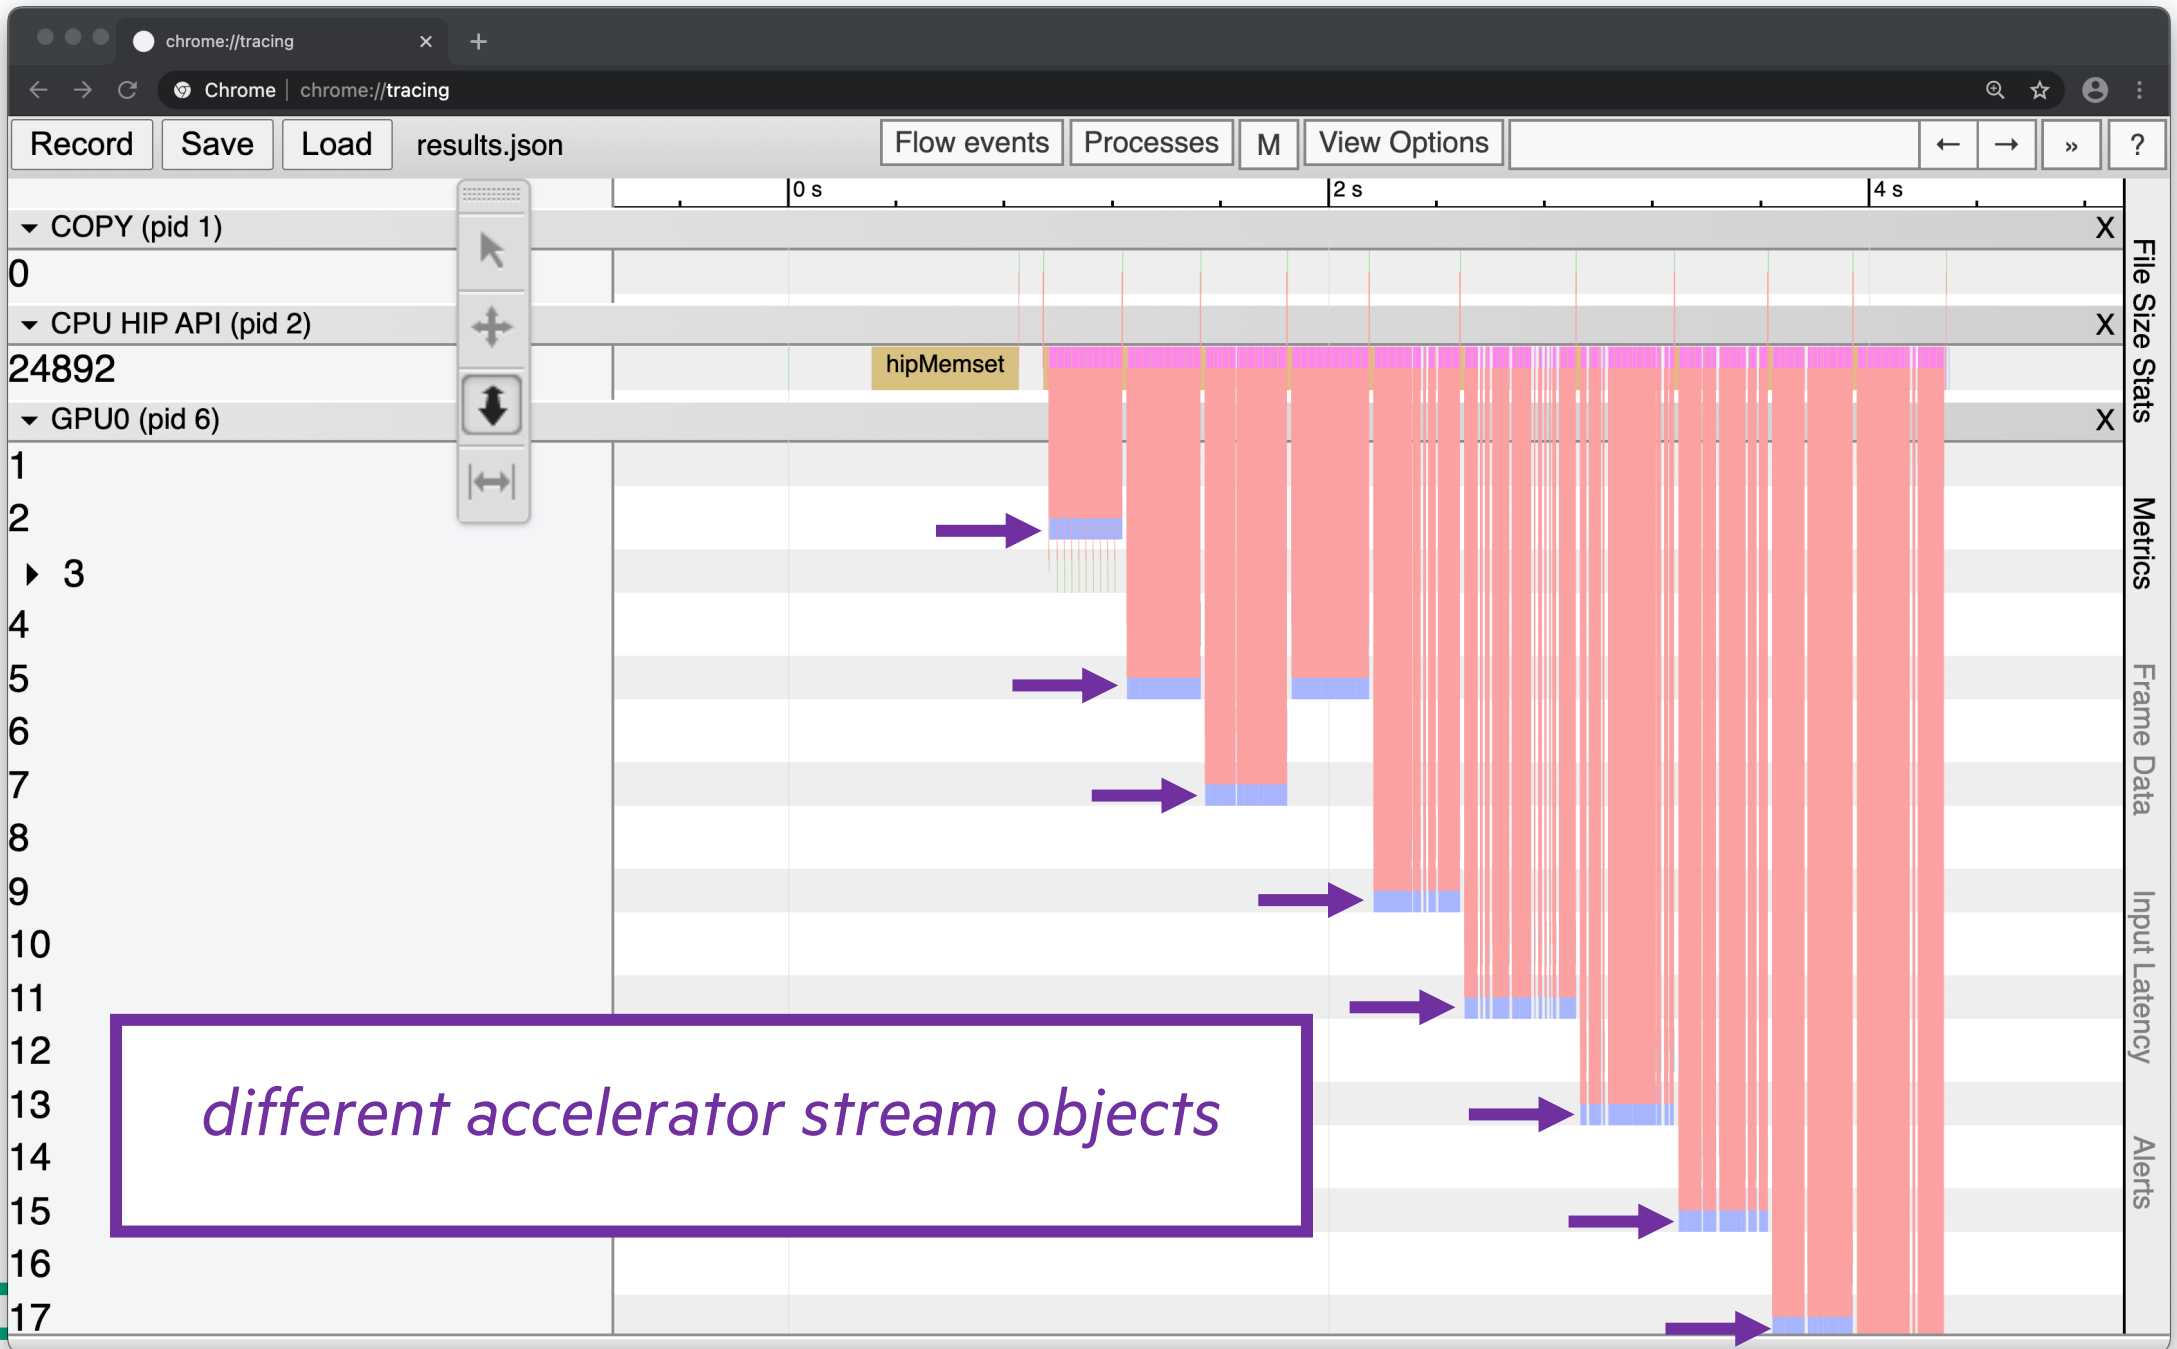 chrome://tracing
Chrome chrome://tracing
Record Save Load results.json Flow events Processes M View Options ← → » ?
0 s 2 s 4 s
COPY (pid 1) X
0
CPU HIP API (pid 2) X
24892 hipMemset
GPU0 (pid 6) X
1
2
3
4
5
6
7
8
9
10
11
12
13
14
15
16
17
different accelerator stream objects
File Size Stats
Metrics
Frame Data
Input Latency
Alerts